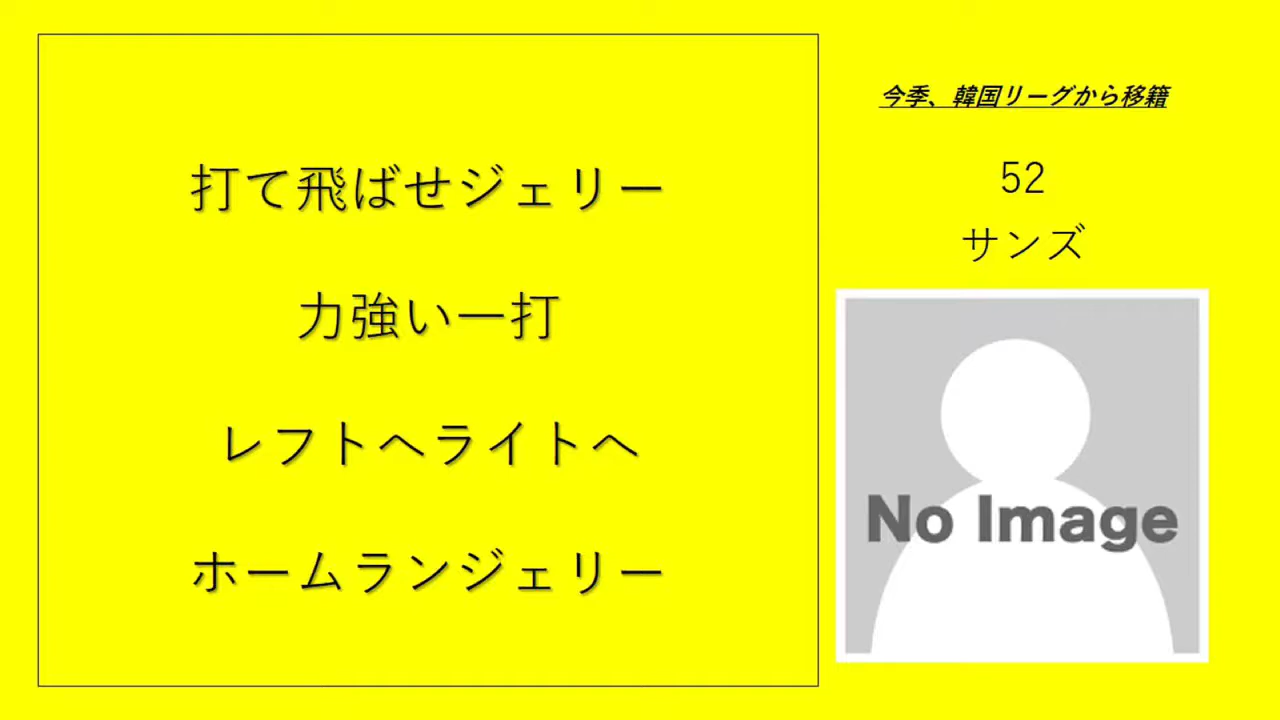 打て飛ばせジェリー
力強い一打
レフトへライトへ
ホームランジェリー
今季、韓国リーグから移籍
52
サンズ
No Image